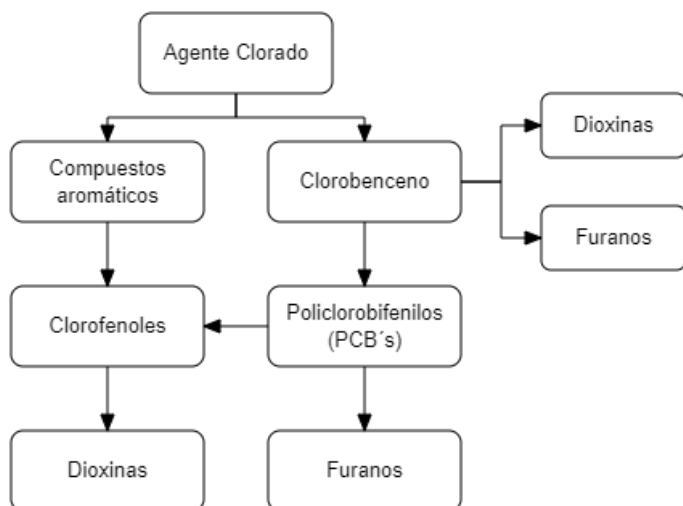 Agente Clorado
Compuestos
aromáticos
Clorobenceno
Dioxinas
Furanos
Clorofenoles
Policlorobifenilos
(PCB´s)
Dioxinas
Furanos